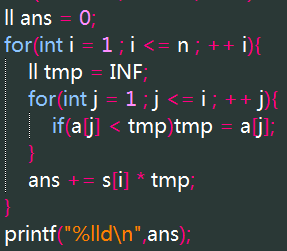 ll ans = 0;
for(int i = 1 ; i <= n ; ++ i){
ll tmp = INF;
for(int j = 1 ; j <= i ; ++ j){
if(a[j] < tmp)tmp = a[j];
}
ans += s[i] * tmp;
}
printf("%lld\n",ans);